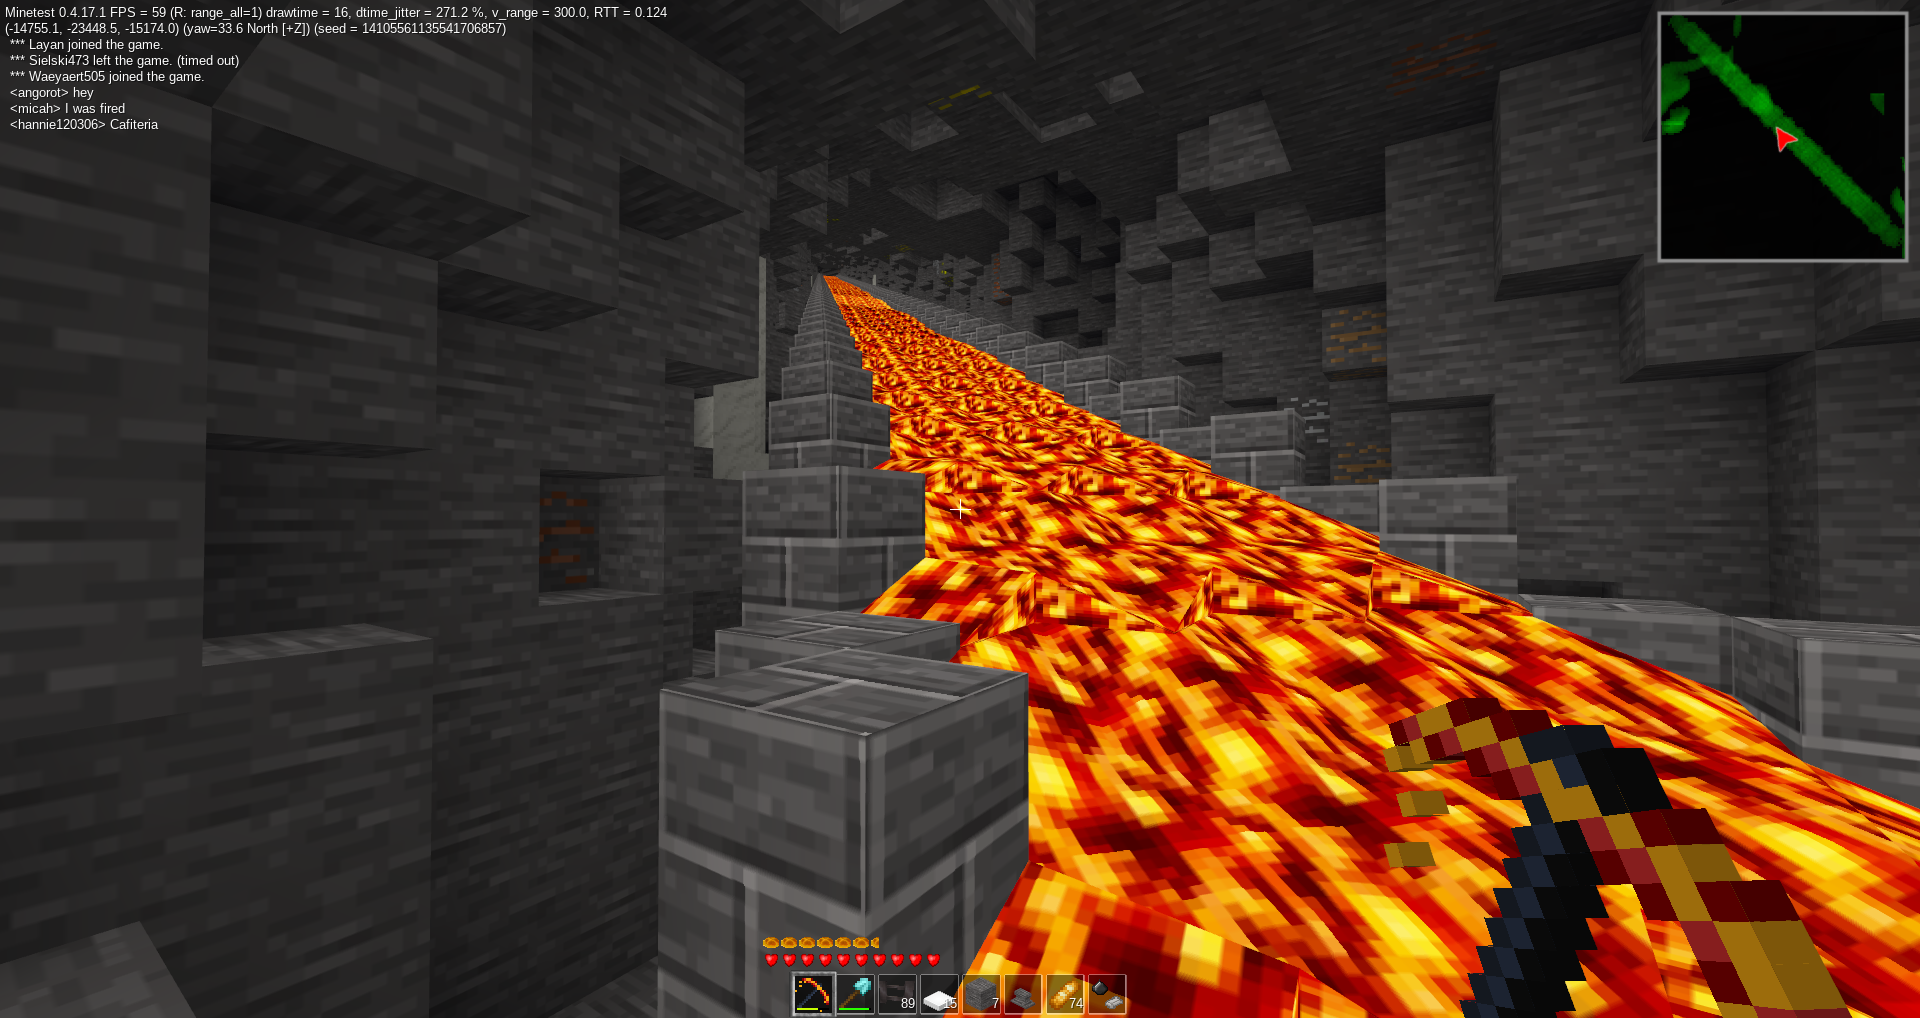 Minetest 0.4.17.1 FPS = 59 (R: range_all=1) drawtime = 16, dtime_jitter = 271.2 %, v_range = 300.0, RTT = 0.124
(-14755.1, -23448.5, -15174.0) (yaw=33.6 North [+Z]) (seed = 14105561135541706857)
*** Layan joined the game.
*** Sielski473 left the game. (timed out)
*** Waeyaert505 joined the game.
<angorot> hey
<micah> I was fired
<hannie120306> Cafiteria
89 15 7 74